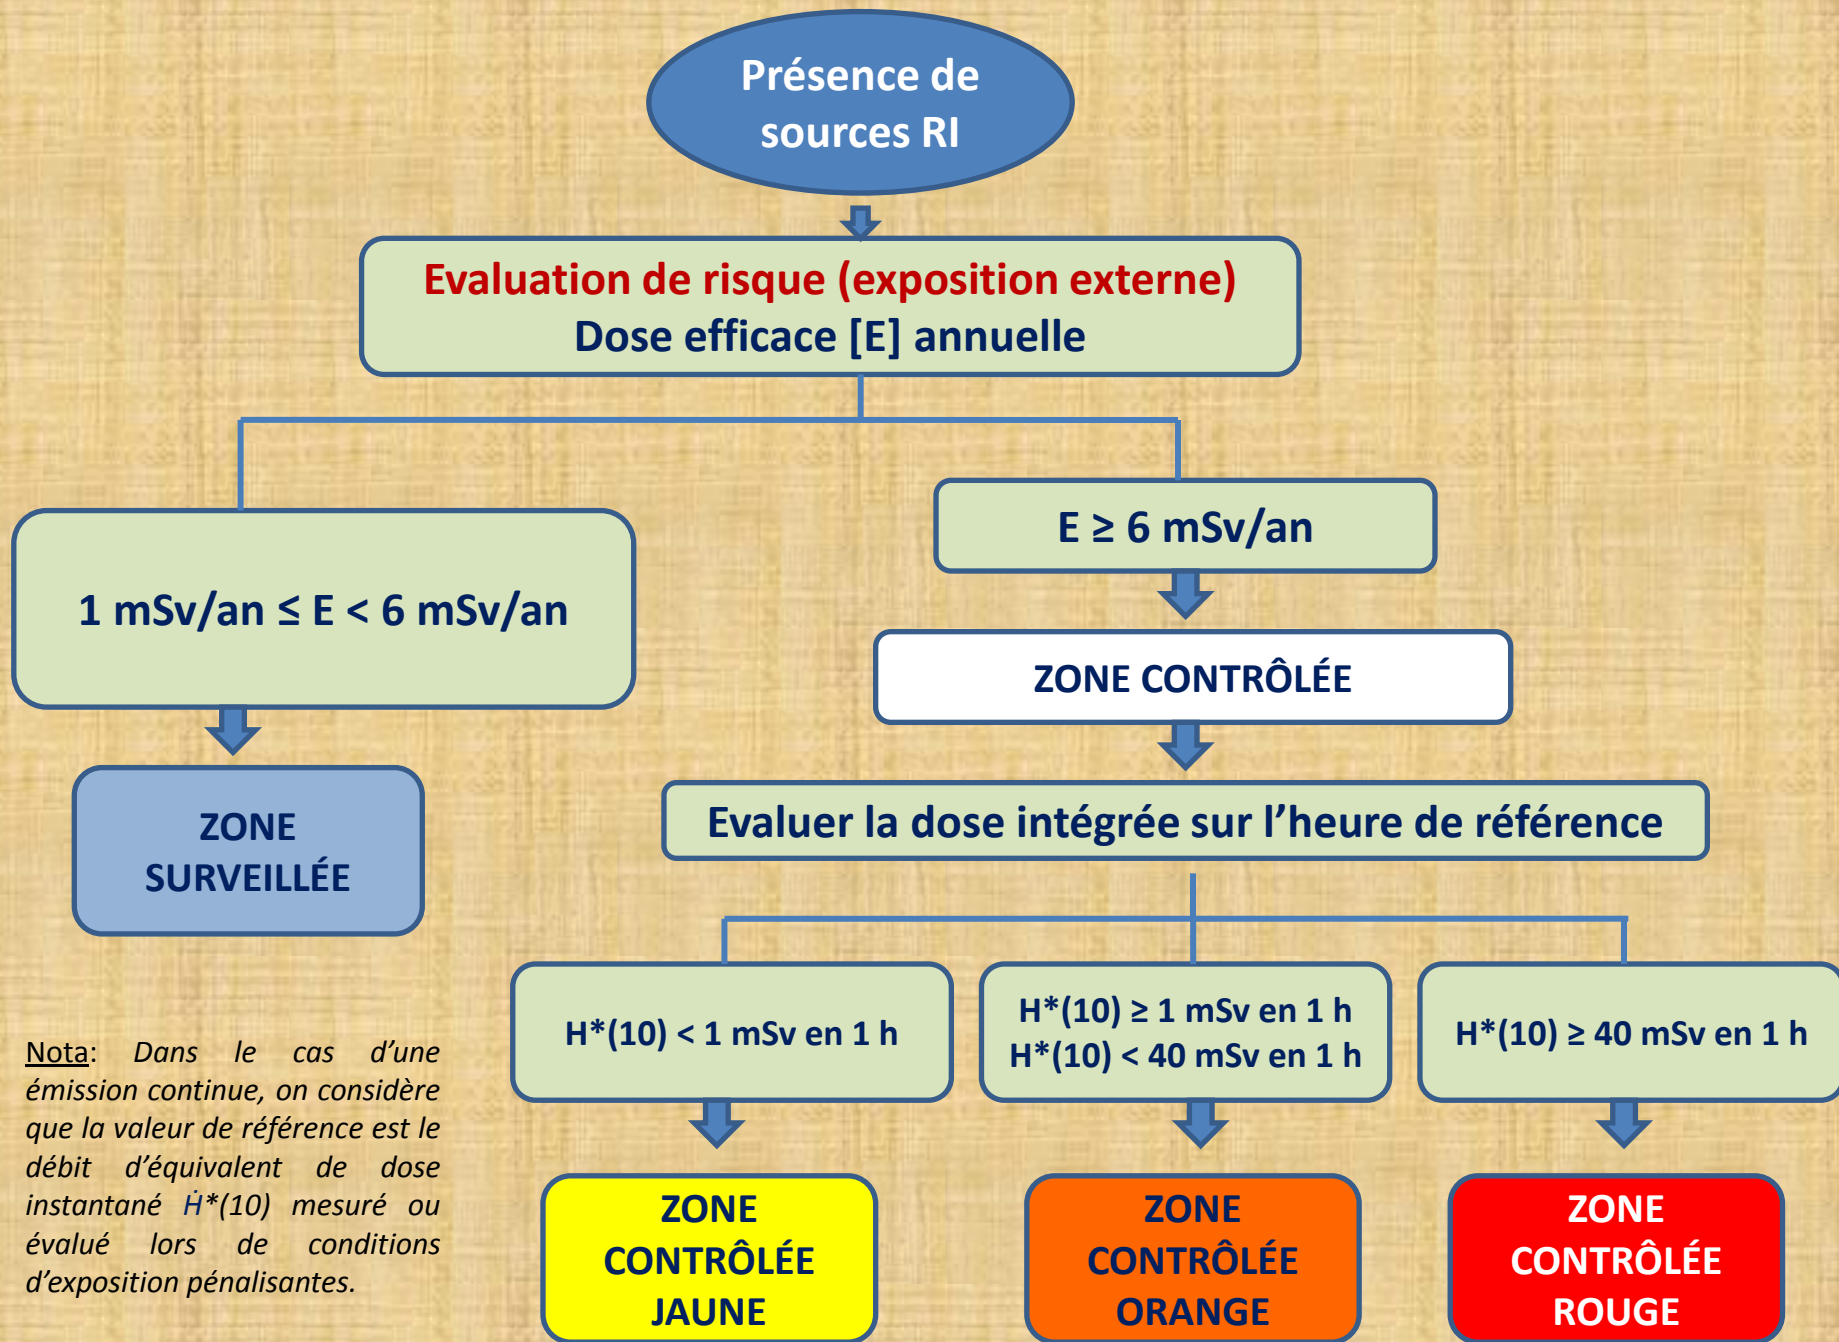 Présence de
sources RI
Evaluation de risque (exposition externe)
Dose efficace [E] annuelle
1 mSv/an ≤ E < 6 mSv/an
E ≥ 6 mSv/an
ZONE CONTRÔLÉE
ZONE
SURVEILLÉE
Evaluer la dose intégrée sur l’heure de référence
H*(10) < 1 mSv en 1 h
H*(10) ≥ 1 mSv en 1 h
H*(10) < 40 mSv en 1 h
H*(10) ≥ 40 mSv en 1 h
Nota: Dans le cas d’une
émission continue, on considère
que la valeur de référence est le
débit d’équivalent de dose
instantané Ḣ*(10) mesuré ou
évalué lors de conditions
d’exposition pénalisantes.
ZONE
CONTRÔLÉE
JAUNE
ZONE
CONTRÔLÉE
ORANGE
ZONE
CONTRÔLÉE
ROUGE